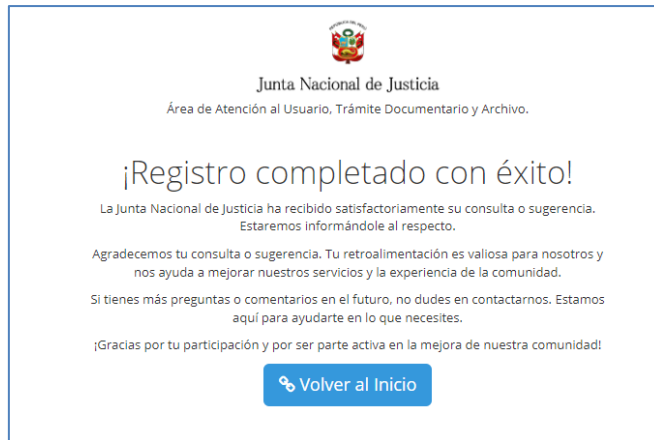 REPÚBLICA DEL PERÚ
Junta Nacional de Justicia
Área de Atención al Usuario, Trámite Documentario y Archivo.
¡Registro completado con éxito!
La Junta Nacional de Justicia ha recibido satisfactoriamente su consulta o sugerencia.
Estaremos informándole al respecto.
Agradecemos tu consulta o sugerencia. Tu retroalimentación es valiosa para nosotros y
nos ayuda a mejorar nuestros servicios y la experiencia de la comunidad.
Si tienes más preguntas o comentarios en el futuro, no dudes en contactarnos. Estamos
aquí para ayudarte en lo que necesites.
¡Gracias por tu participación y por ser parte activa en la mejora de nuestra comunidad!
Volver al Inicio